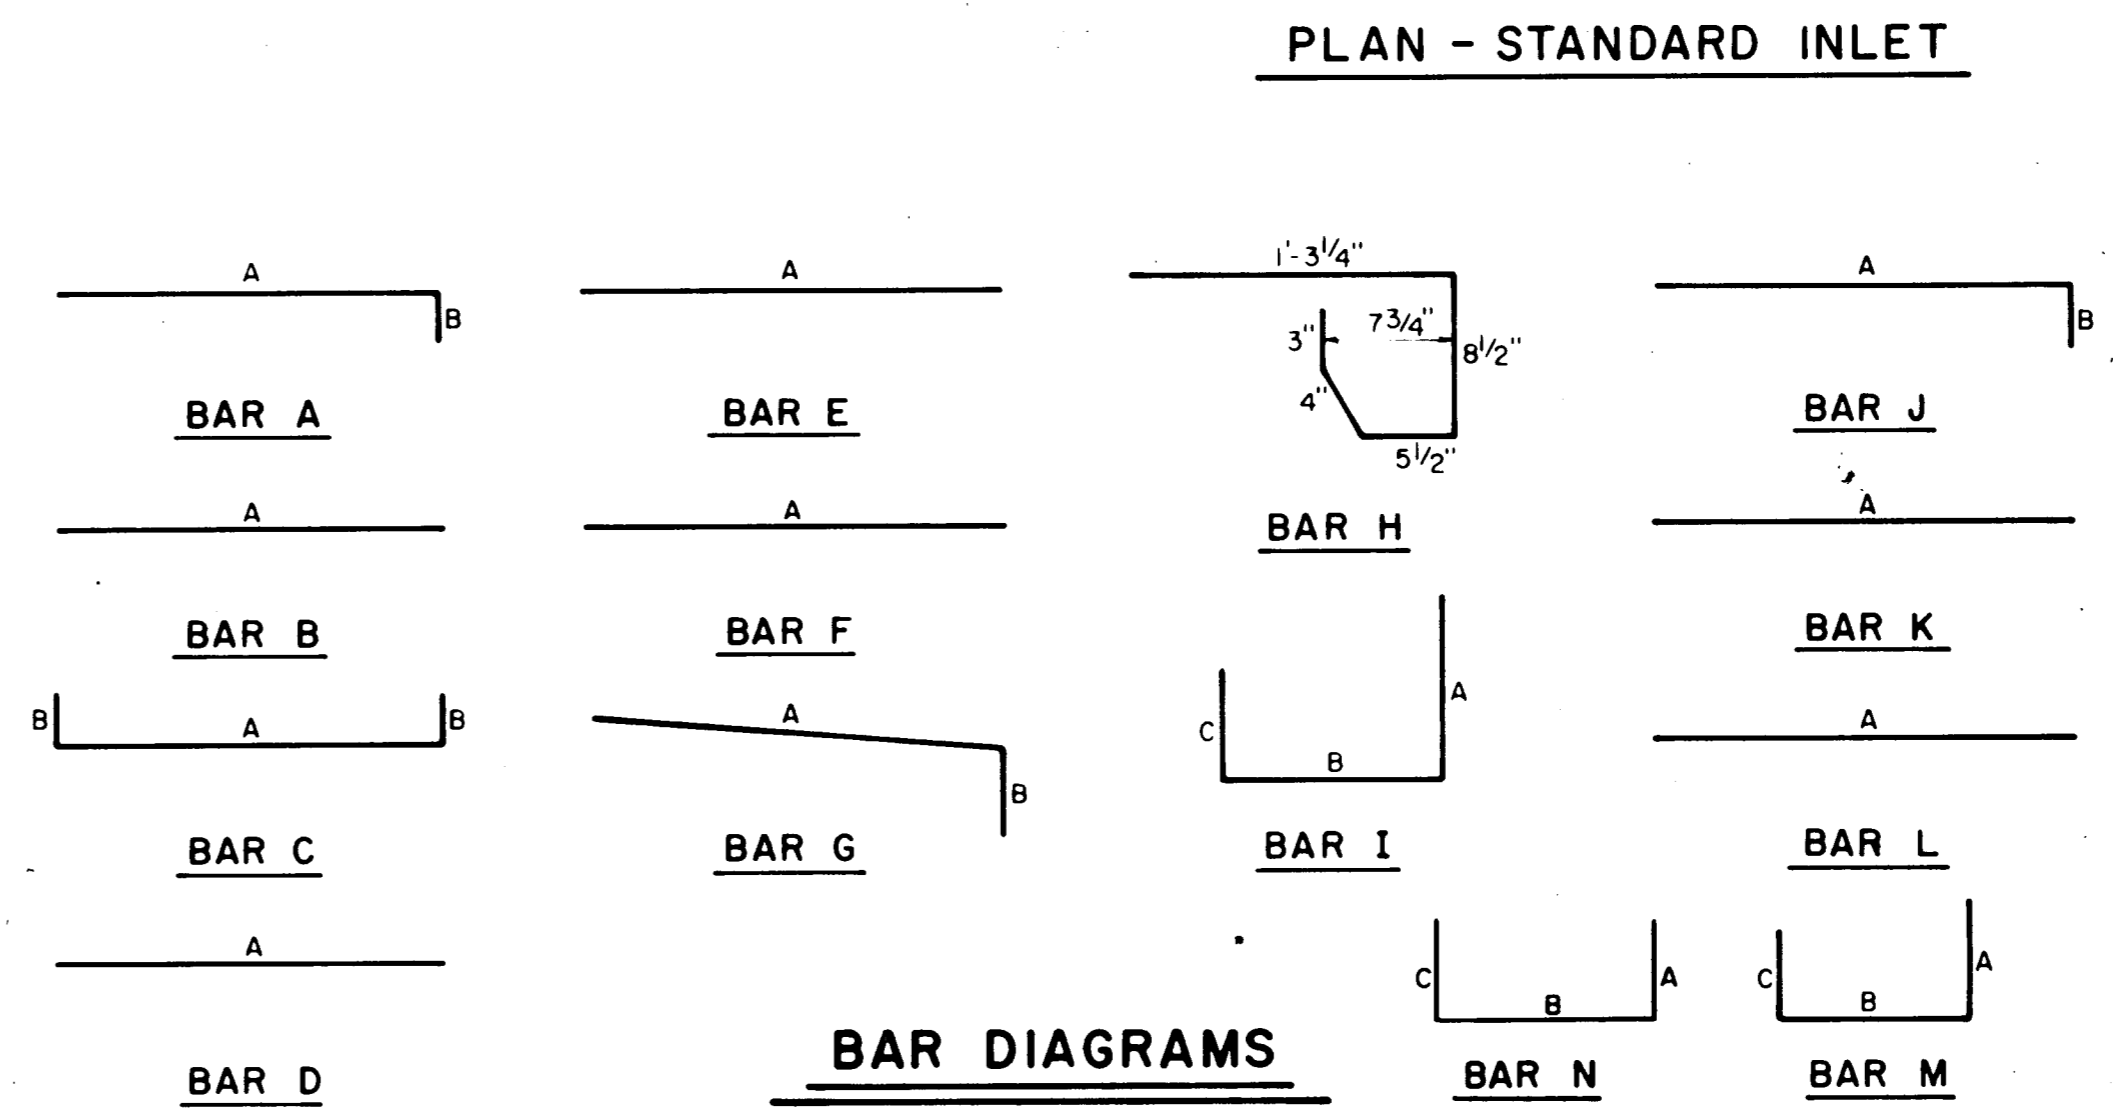 PLAN - STANDARD INLET
A
B
BAR A
A
BAR B
B
A
B
BAR C
A
BAR D
A
BAR E
A
BAR F
A
B
BAR G
1'-3 1/4"
3"
7 3/4"
8 1/2"
4"
5 1/2"
BAR H
C
B
A
BAR I
A
B
BAR J
A
BAR K
A
BAR L
C
B
A
BAR N
C
B
A
BAR M
BAR DIAGRAMS